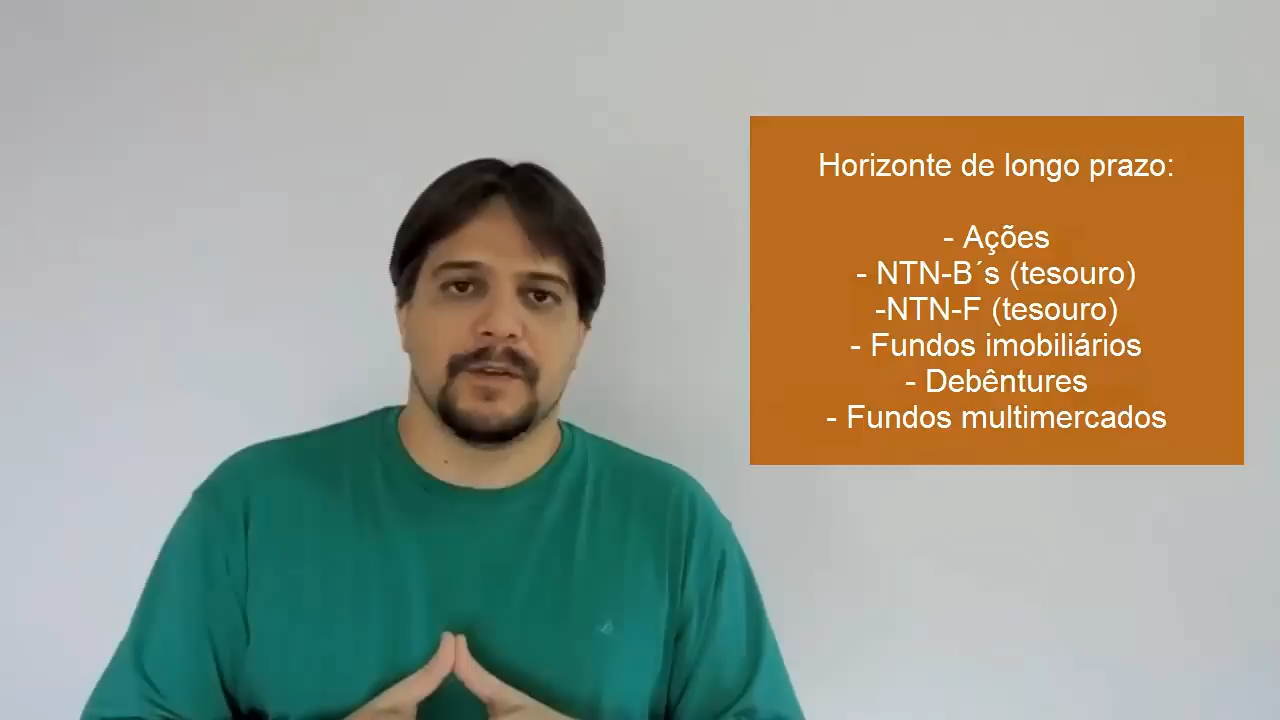 Horizonte de longo prazo:
- Ações
- NTN-B´s (tesouro)
-NTN-F (tesouro)
- Fundos imobiliários
- Debêntures
- Fundos multimercados